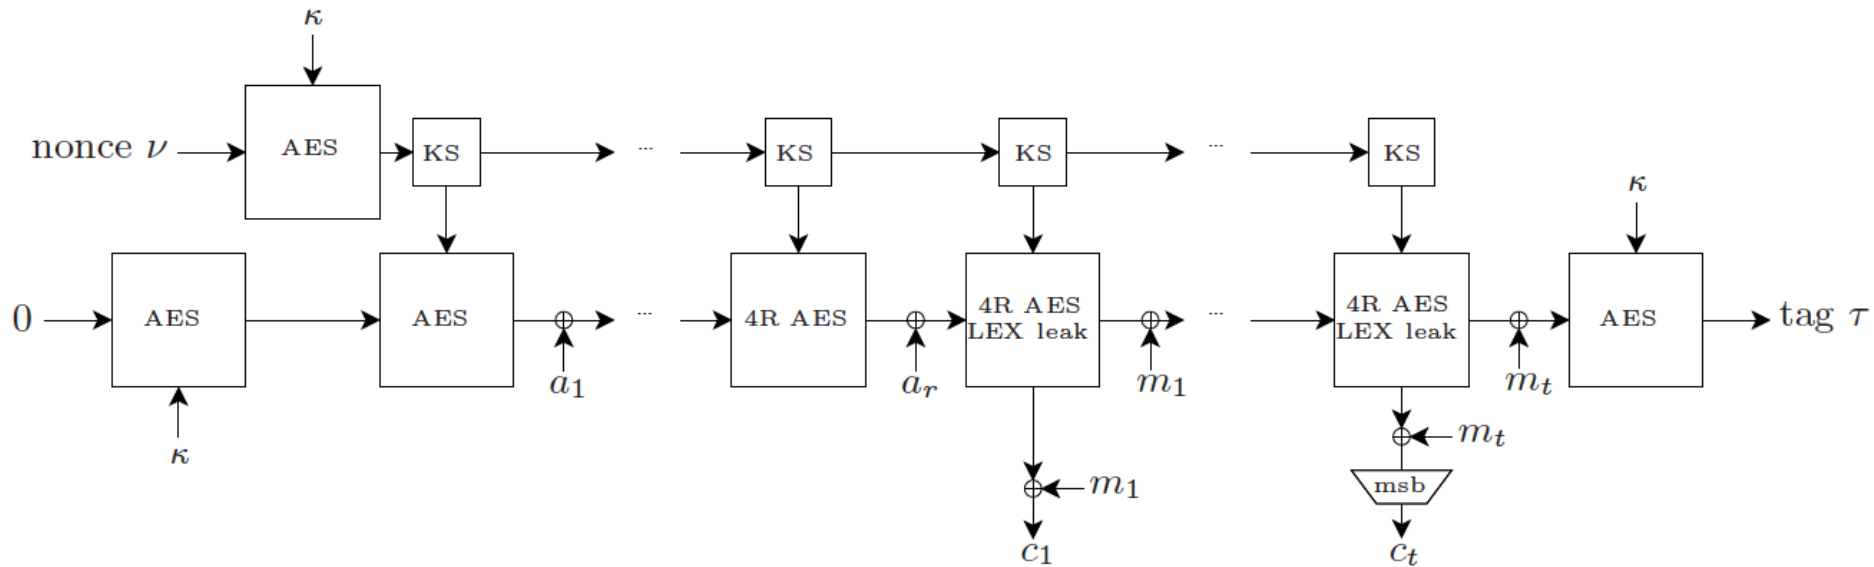 κ
nonce ν
AES
KS
...
KS
KS
...
KS
κ
0
AES
AES
...
4R AES
4R AES
LEX leak
...
4R AES
LEX leak
AES
tag τ
a₁
aᵣ
m₁
mₜ
κ
mₜ
m₁
msb
c₁
cₜ